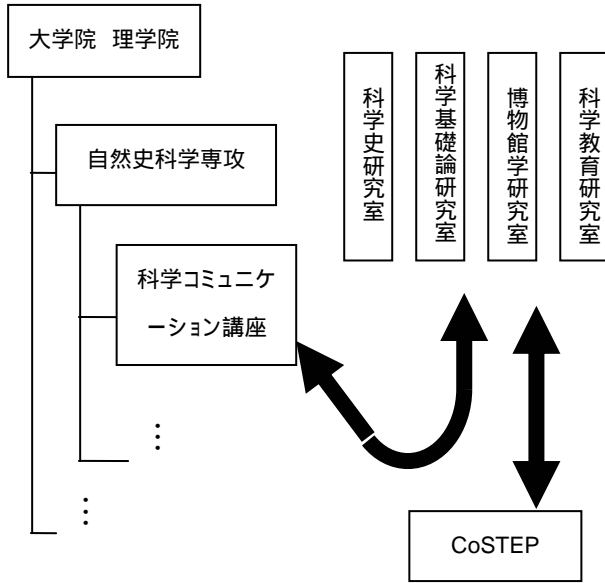 大学院 理学院
自然史科学専攻
科学コミュニケ
ーション講座
⋮
⋮
科学史研究室
科学基礎論研究室
博物館学研究室
科学教育研究室
CoSTEP